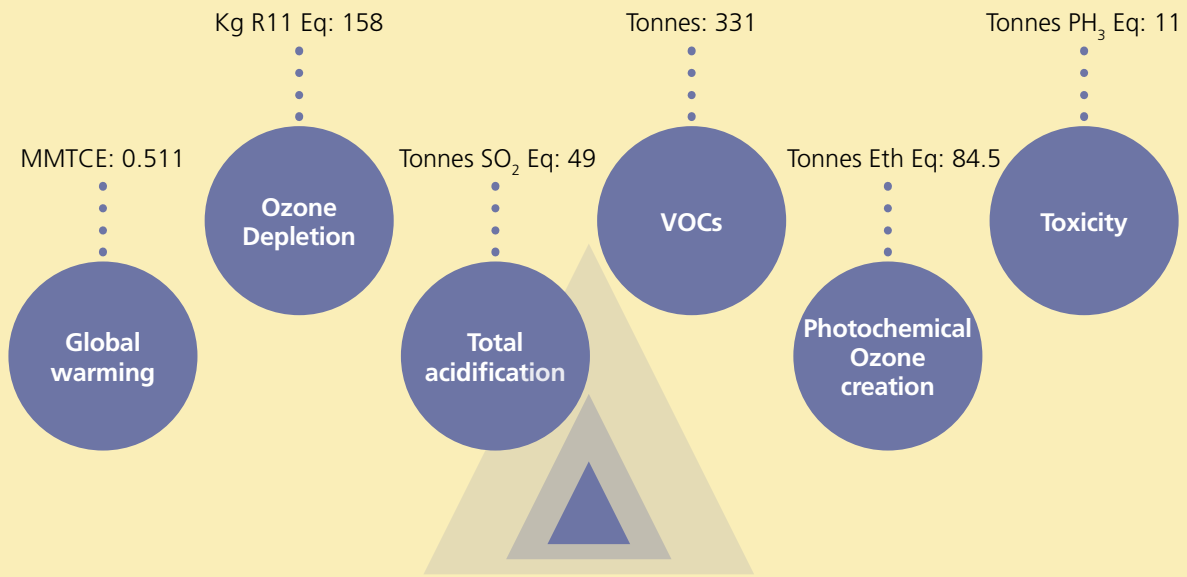 Kg R11 Eq: 158
Tonnes: 331
Tonnes PH₃ Eq: 11
MMTCE: 0.511
Tonnes SO₂ Eq: 49
Tonnes Eth Eq: 84.5
Ozone
Depletion
VOCs
Toxicity
Global
warming
Total
acidification
Photochemical
Ozone
creation